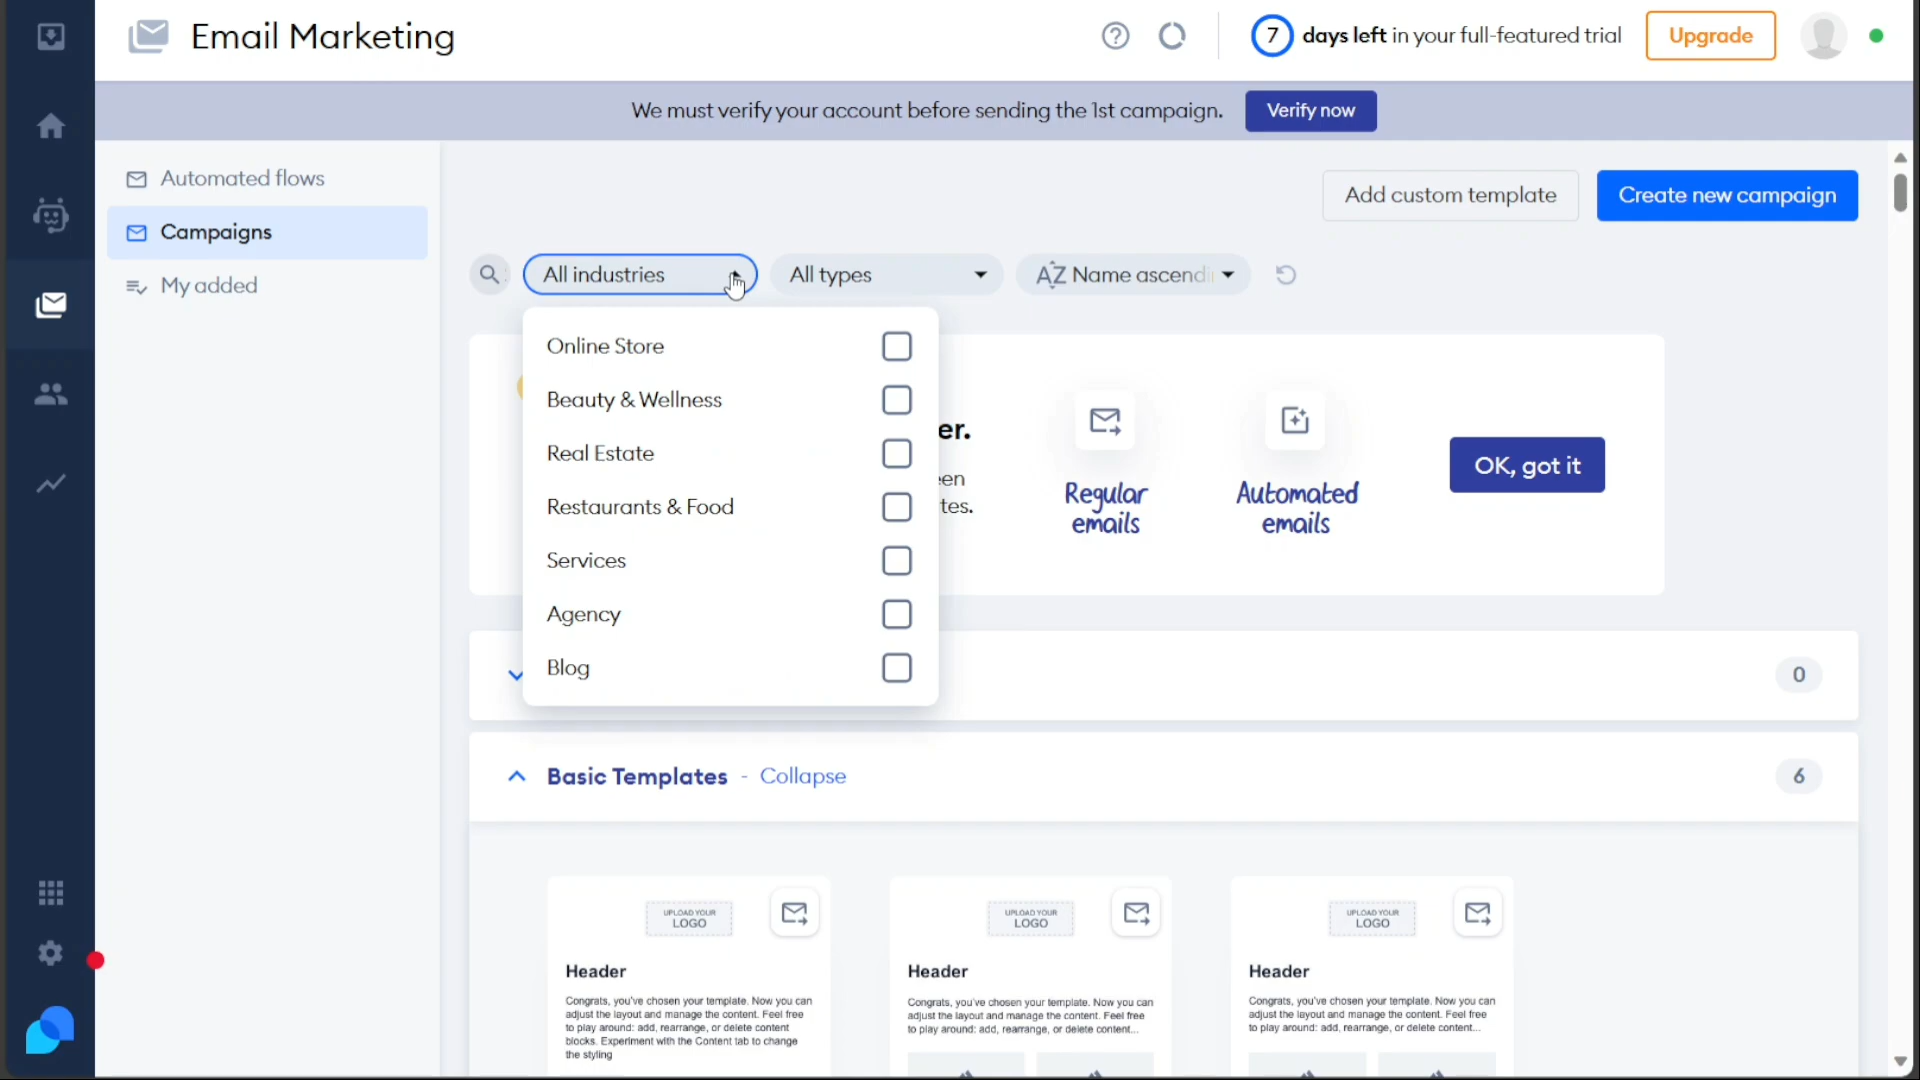 Email Marketing
7 days left in your full-featured trial
Upgrade
We must verify your account before sending the 1st campaign.
Verify now
Automated flows
Campaigns
My added
Add custom template
Create new campaign
All industries
All types
AZ Name ascendi
Online Store
Beauty & Wellness
Real Estate
Restaurants & Food
Services
Agency
Blog
er.
een
tes.
Regular
emails
Automated
emails
OK, got it
0
Basic Templates - Collapse
6
UPLOAD YOUR
LOGO
Header
Congrats, you've chosen your template. Now you can
adjust the layout and manage the content. Feel free
to play around: add, rearrange, or delete content
blocks. Experiment with the Content tab to change
the styling
UPLOAD YOUR
LOGO
Header
Congrats, you've chosen your template. Now you can
adjust the layout and manage the content. Feel free
to play around: add, rearrange, or delete content...
UPLOAD YOUR
LOGO
Header
Congrats, you've chosen your template. Now you can
adjust the layout and manage the content. Feel free
to play around: add, rearrange, or delete content...